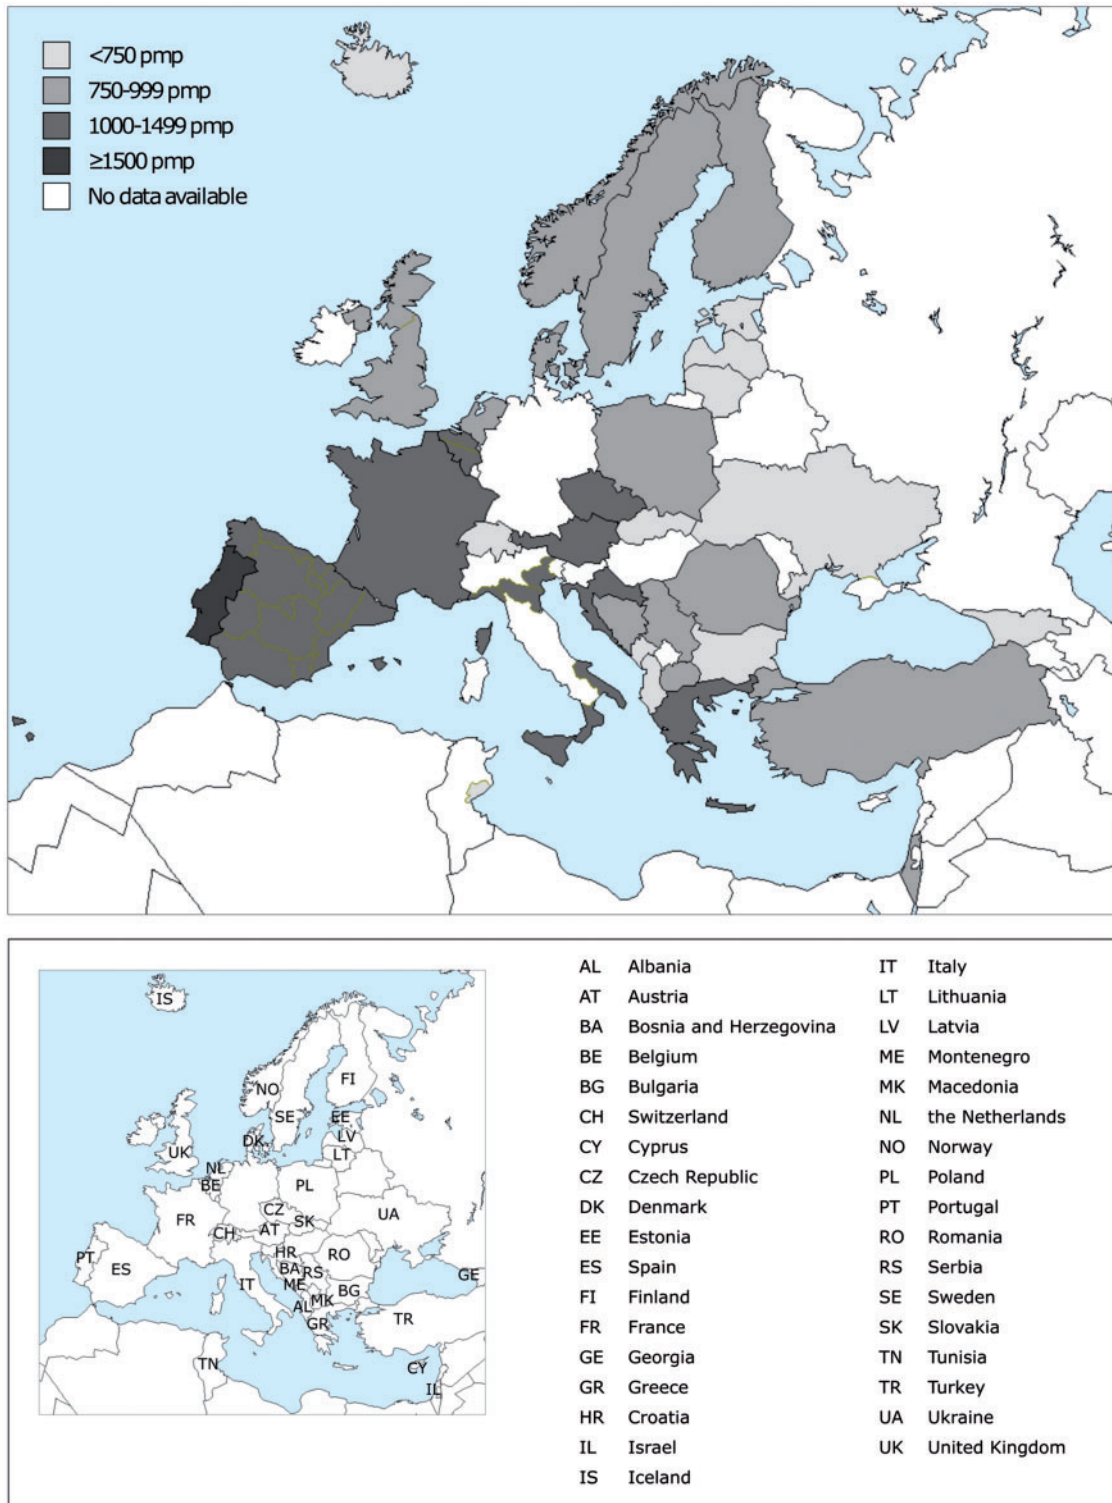 <750 pmp
750-999 pmp
1000-1499 pmp
≥1500 pmp
No data available
IS
NO
FI
SE
EE
DK
LV
LT
UK
NL
BE
PL
CZ
UA
FR
SK
CH
AT
HR
RO
PT
ES
BA
RS
IT
ME
BG
GE
AL
MK
TR
GR
TN
CY
IL
AL Albania
AT Austria
BA Bosnia and Herzegovina
BE Belgium
BG Bulgaria
CH Switzerland
CY Cyprus
CZ Czech Republic
DK Denmark
EE Estonia
ES Spain
FI Finland
FR France
GE Georgia
GR Greece
HR Croatia
IL Israel
IS Iceland
IT Italy
LT Lithuania
LV Latvia
ME Montenegro
MK Macedonia
NL the Netherlands
NO Norway
PL Poland
PT Portugal
RO Romania
RS Serbia
SE Sweden
SK Slovakia
TN Tunisia
TR Turkey
UA Ukraine
UK United Kingdom